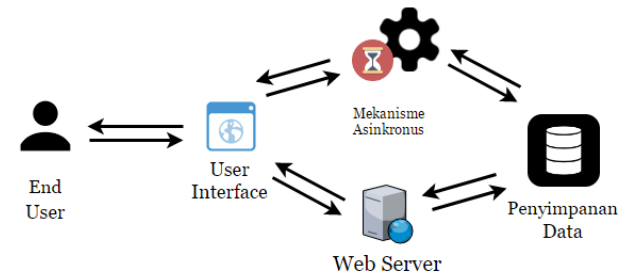 Mekanisme
Asinkronus
End
User
User
Interface
Penyimpanan
Data
Web Server